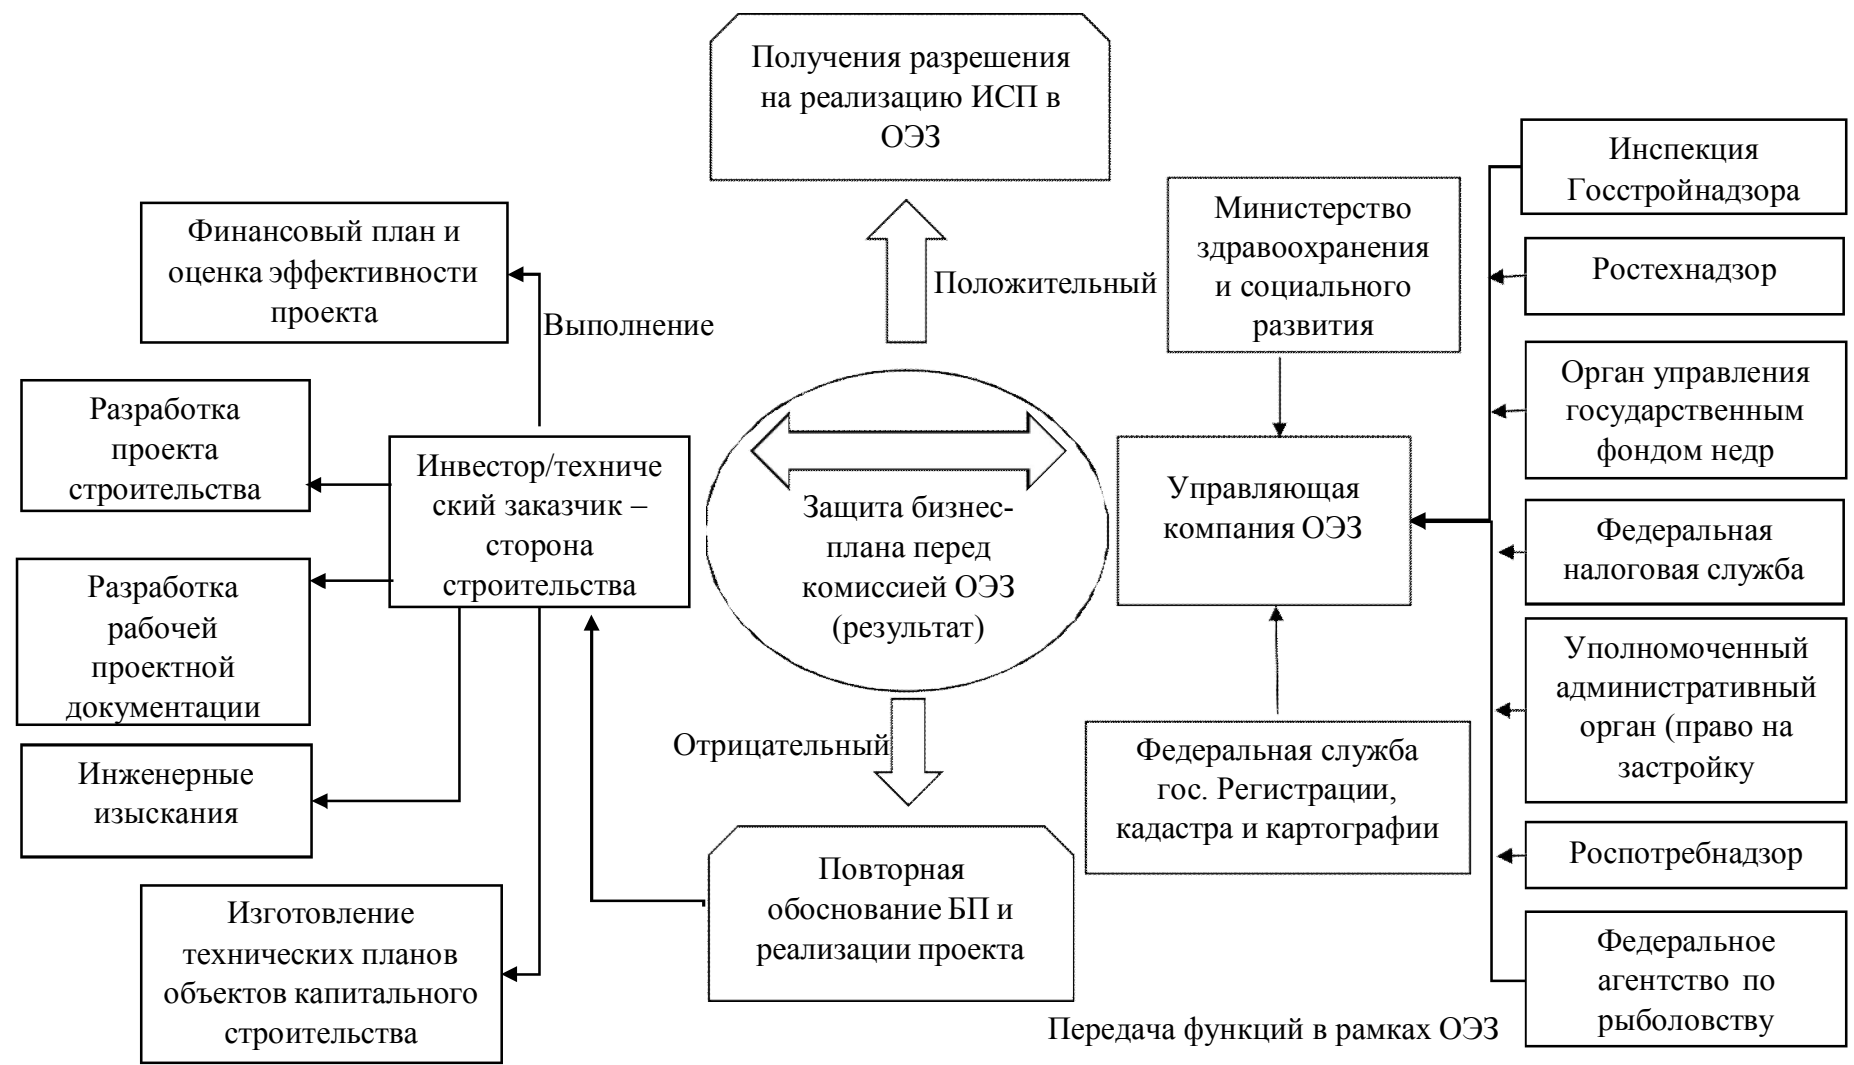 Получения разрешения
на реализацию ИСП в
ОЭЗ
Финансовый план и
оценка эффективности
проекта
Выполнение
Разработка
проекта
строительства
Инвестор/техниче
ский заказчик –
сторона
строительства
Разработка
рабочей
проектной
документации
Инженерные
изыскания
Изготовление
технических планов
объектов капитального
строительства
Положительный
Защита бизнес-
плана перед
комиссией ОЭЗ
(результат)
Отрицательный
Повторная
обоснование БП и
реализации проекта
Министерство
здравоохранения
и социального
развития
Управляющая
компания ОЭЗ
Федеральная служба
гос. Регистрации,
кадастра и картографии
Передача функций в рамках ОЭЗ
Инспекция
Госстройнадзора
Ростехнадзор
Орган управления
государственным
фондом недр
Федеральная
налоговая служба
Уполномоченный
административный
орган (право на
застройку
Роспотребнадзор
Федеральное
агентство по
рыболовству